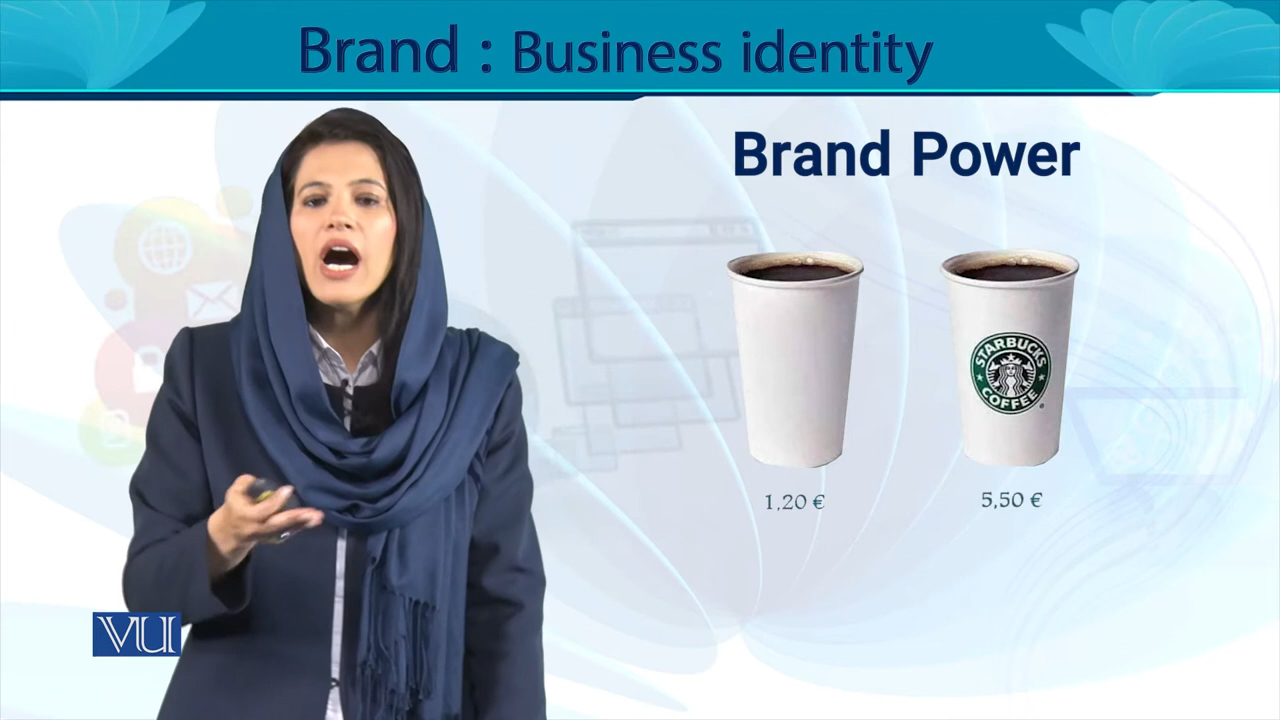 Brand : Business identity
Brand Power
STARBUCKS
COFFEE
1,20 €
5,50 €
VU